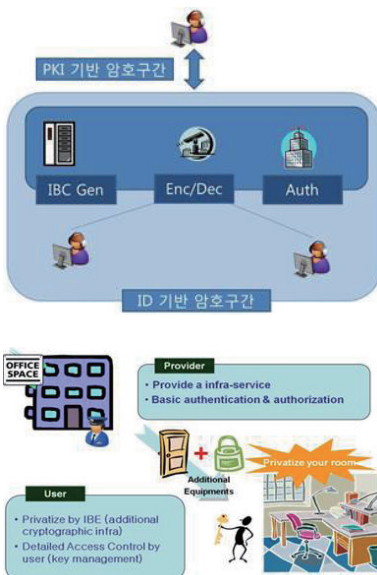 PKI 기반 암호구간
IBC Gen
Enc/Dec
Auth
ID 기반 암호구간
OFFICE
SPACE
Provider
• Provide a infra-service
• Basic authentication & authorization
+
Additional
Equipments
Privatize your room
User
• Privatize by IBE (additional
cryptographic infra)
• Detailed Access Control by
user (key management)